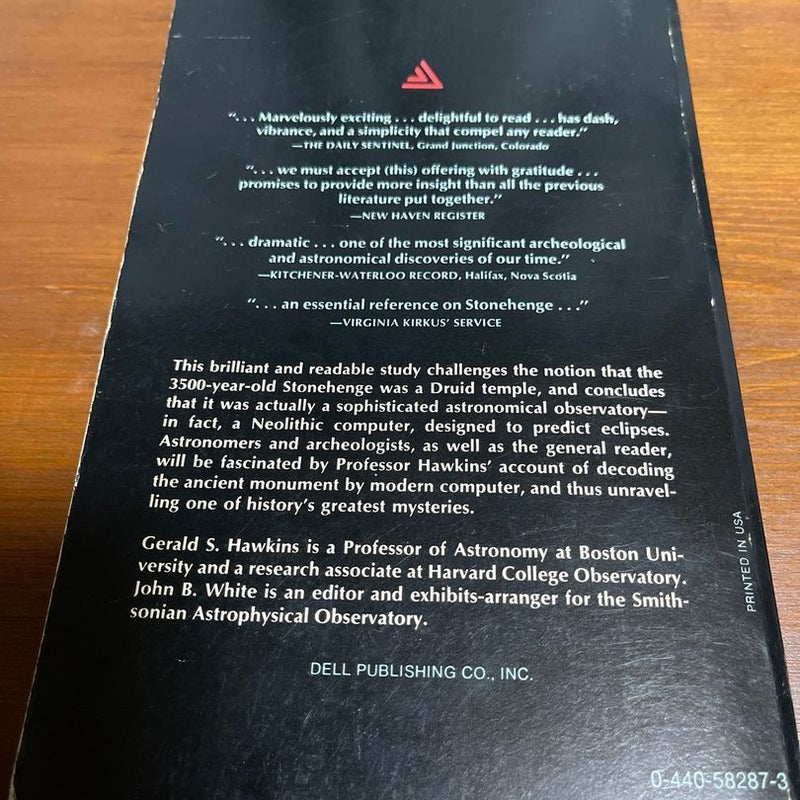 “. . . Marvelously exciting . . . delightful to read . . . has dash,
vibrance, and a simplicity that compel any reader.”
—THE DAILY SENTINEL, Grand Junction, Colorado
“. . . we must accept (this) offering with gratitude . . .
promises to provide more insight than all the previous
literature put together.”
—NEW HAVEN REGISTER
“. . . dramatic . . . one of the most significant archeological
and astronomical discoveries of our time.”
—KITCHENER-WATERLOO RECORD, Halifax, Nova Scotia
“. . . an essential reference on Stonehenge . . .”
—VIRGINIA KIRKUS’ SERVICE
This brilliant and readable study challenges the notion that the
3500-year-old Stonehenge was a Druid temple, and concludes
that it was actually a sophisticated astronomical observatory—
in fact, a Neolithic computer, designed to predict eclipses.
Astronomers and archeologists, as well as the general reader,
will be fascinated by Professor Hawkins’ account of decoding
the ancient monument by modern computer, and thus unravel-
ling one of history’s greatest mysteries.
Gerald S. Hawkins is a Professor of Astronomy at Boston Uni-
versity and a research associate at Harvard College Observatory.
John B. White is an editor and exhibits-arranger for the Smith-
sonian Astrophysical Observatory.
DELL PUBLISHING CO., INC.
PRINTED IN USA
0-440-58287-3